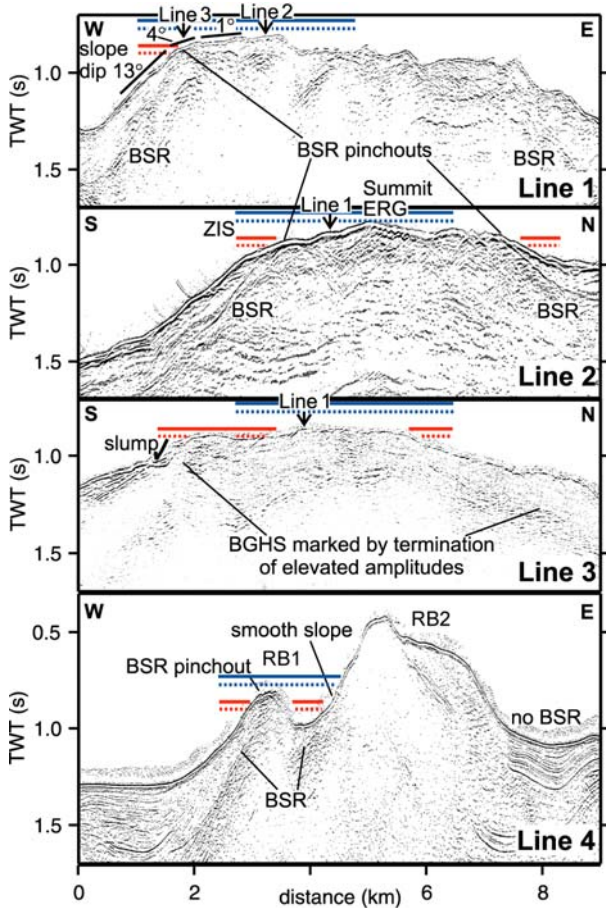 W
Line 3
1°
Line 2
E
4°
slope
dip 13°
TWT (s)
1.0
1.5
BSR
BSR pinchouts
BSR
Line 1
S
Line 1
Summit
N
ZIS
ERG
TWT (s)
1.0
1.5
BSR
BSR
Line 2
S
Line 1
N
slump
TWT (s)
1.0
1.5
BGHS marked by termination
of elevated amplitudes
Line 3
W
E
0.5
smooth slope
RB2
BSR pinchout
RB1
TWT (s)
1.0
no BSR
BSR
1.5
Line 4
0
2
4
6
8
distance (km)